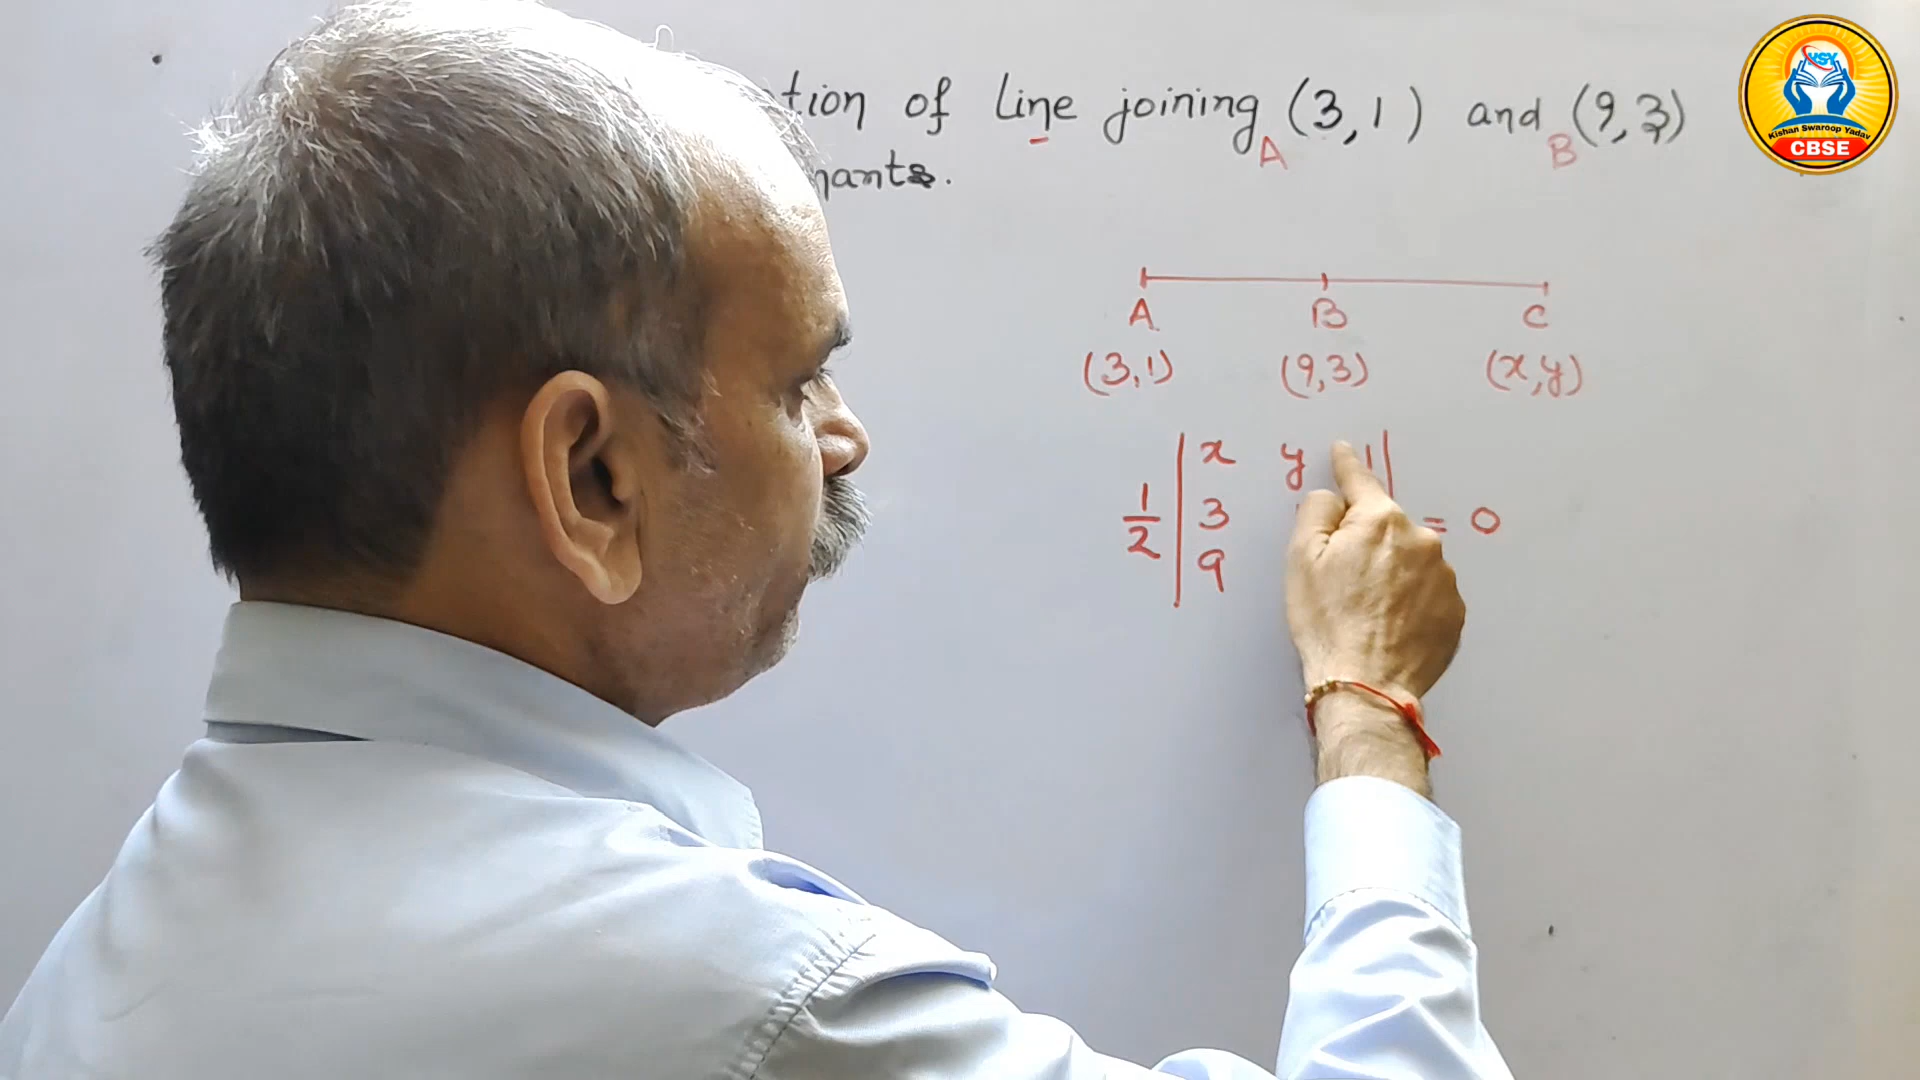 tion of Line joining (3,1) and (9,3)
A B
nants.
A B C
(3,1) (9,3) (x,y)
x y 1
1/2 3 = 0
9
KSY
Kishan Swaroop Yadav
CBSE